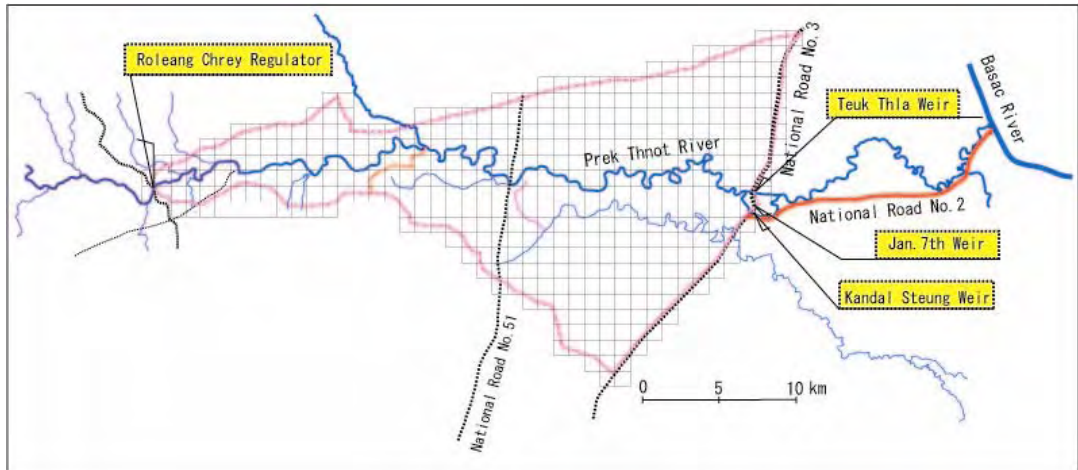 Roleang Chrey Regulator
National Road No.3
Basac River
Teuk Thla Weir
Prek Thnot River
National Road No.2
Jan.7th Weir
Kandal Steung Weir
National Road No.51
0 5 10 km